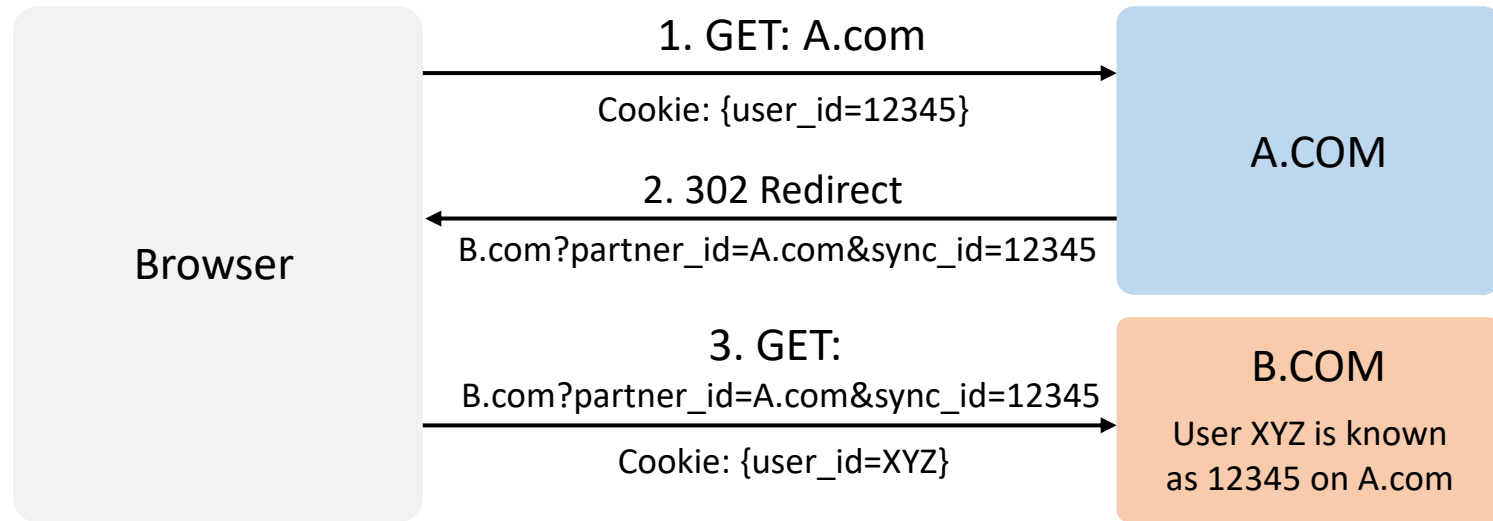 Browser
1. GET: A.com
Cookie: {user_id=12345}
2. 302 Redirect
B.com?partner_id=A.com&sync_id=12345
3. GET:
B.com?partner_id=A.com&sync_id=12345
Cookie: {user_id=XYZ}
A.COM
B.COM
User XYZ is known
as 12345 on A.com